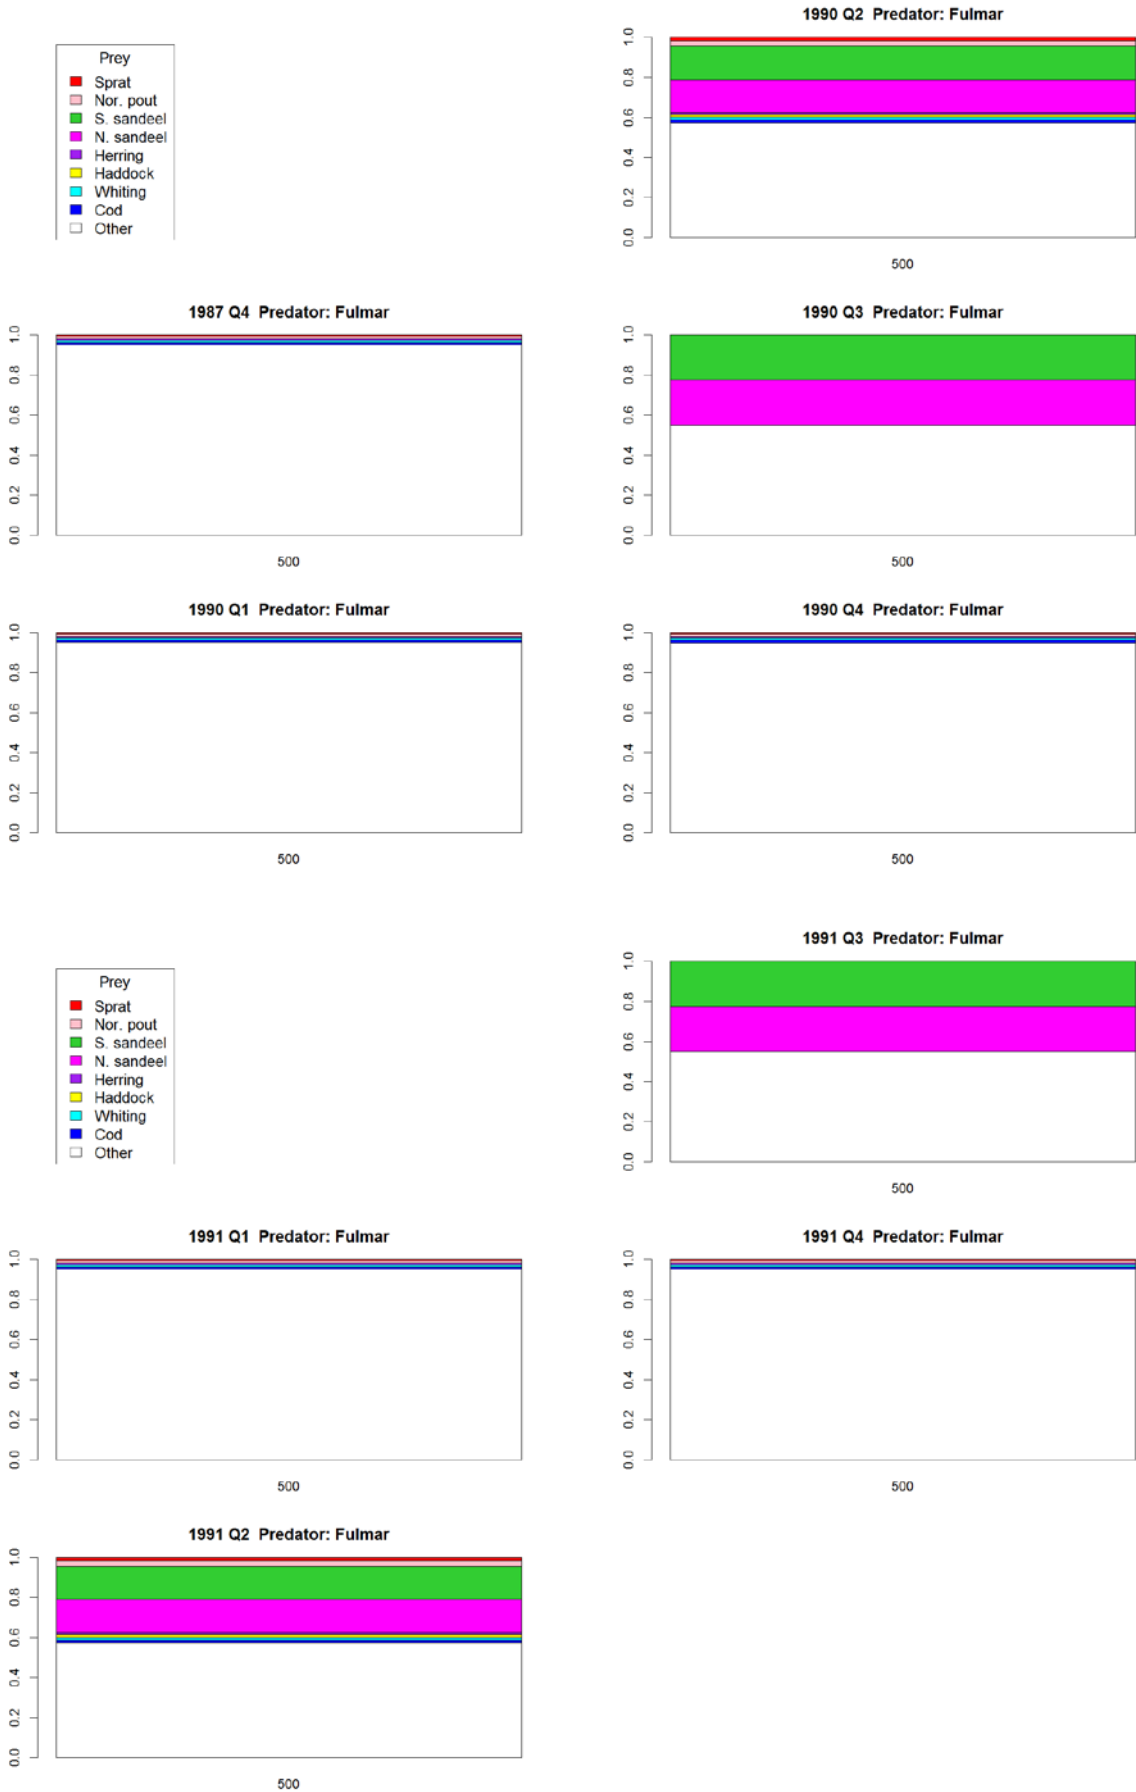 Prey
Sprat
Nor. pout
S. sandeel
N. sandeel
Herring
Haddock
Whiting
Cod
Other
1990 Q2 Predator: Fulmar
1.0
0.8
0.6
0.4
0.2
0.0
500
1987 Q4 Predator: Fulmar
1.0
0.8
0.6
0.4
0.2
0.0
500
1990 Q3 Predator: Fulmar
1.0
0.8
0.6
0.4
0.2
0.0
500
1990 Q1 Predator: Fulmar
1.0
0.8
0.6
0.4
0.2
0.0
500
1990 Q4 Predator: Fulmar
1.0
0.8
0.6
0.4
0.2
0.0
500
Prey
Sprat
Nor. pout
S. sandeel
N. sandeel
Herring
Haddock
Whiting
Cod
Other
1991 Q3 Predator: Fulmar
1.0
0.8
0.6
0.4
0.2
0.0
500
1991 Q1 Predator: Fulmar
1.0
0.8
0.6
0.4
0.2
0.0
500
1991 Q4 Predator: Fulmar
1.0
0.8
0.6
0.4
0.2
0.0
500
1991 Q2 Predator: Fulmar
1.0
0.8
0.6
0.4
0.2
0.0
500